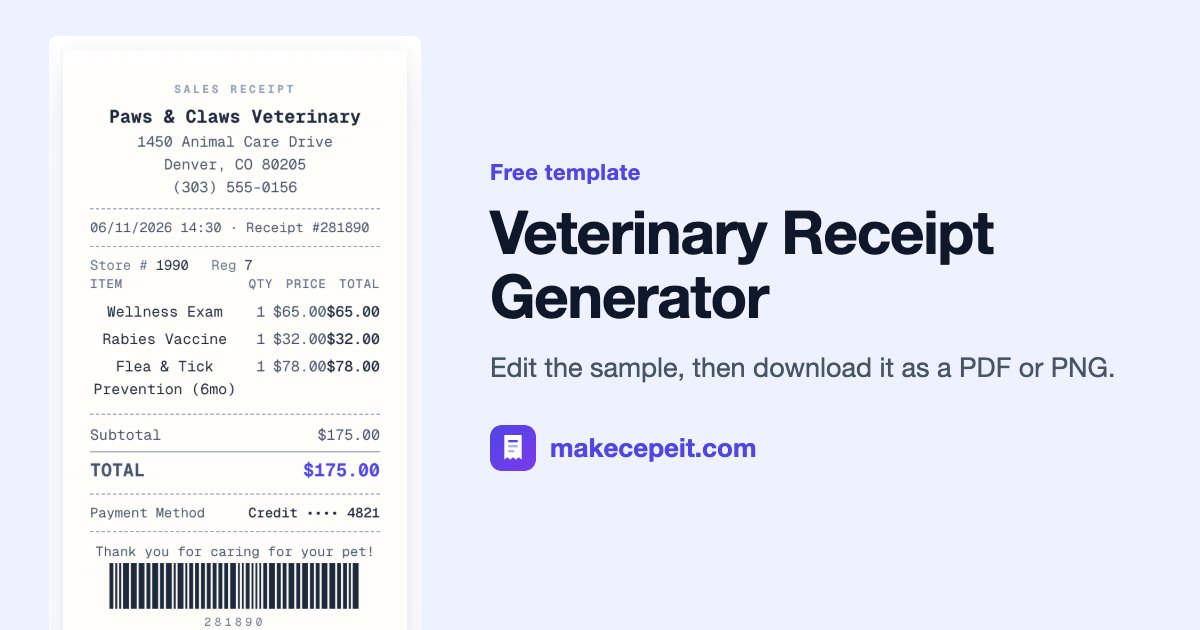 SALES RECEIPT
Paws & Claws Veterinary
1450 Animal Care Drive
Denver, CO 80205
(303) 555-0156
06/11/2026 14:30 · Receipt #281890
Store # 1990 Reg 7
ITEM QTY PRICE TOTAL
Wellness Exam 1 $65.00$65.00
Rabies Vaccine 1 $32.00$32.00
Flea & Tick 1 $78.00$78.00
Prevention (6mo)
Subtotal $175.00
TOTAL $175.00
Payment Method Credit •••• 4821
Thank you for caring for your pet!
281890
Free template
Veterinary Receipt
Generator
Edit the sample, then download it as a PDF or PNG.
makecepeit.com